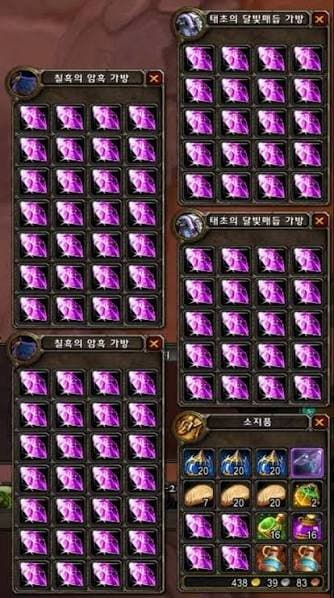 칠흑의 암흑 가방
태초의 달빛매듭 가방
태초의 달빛매듭 가방
칠흑의 암흑 가방
소지품
20 20 20
7 20 20 2
16 16
438 39 83